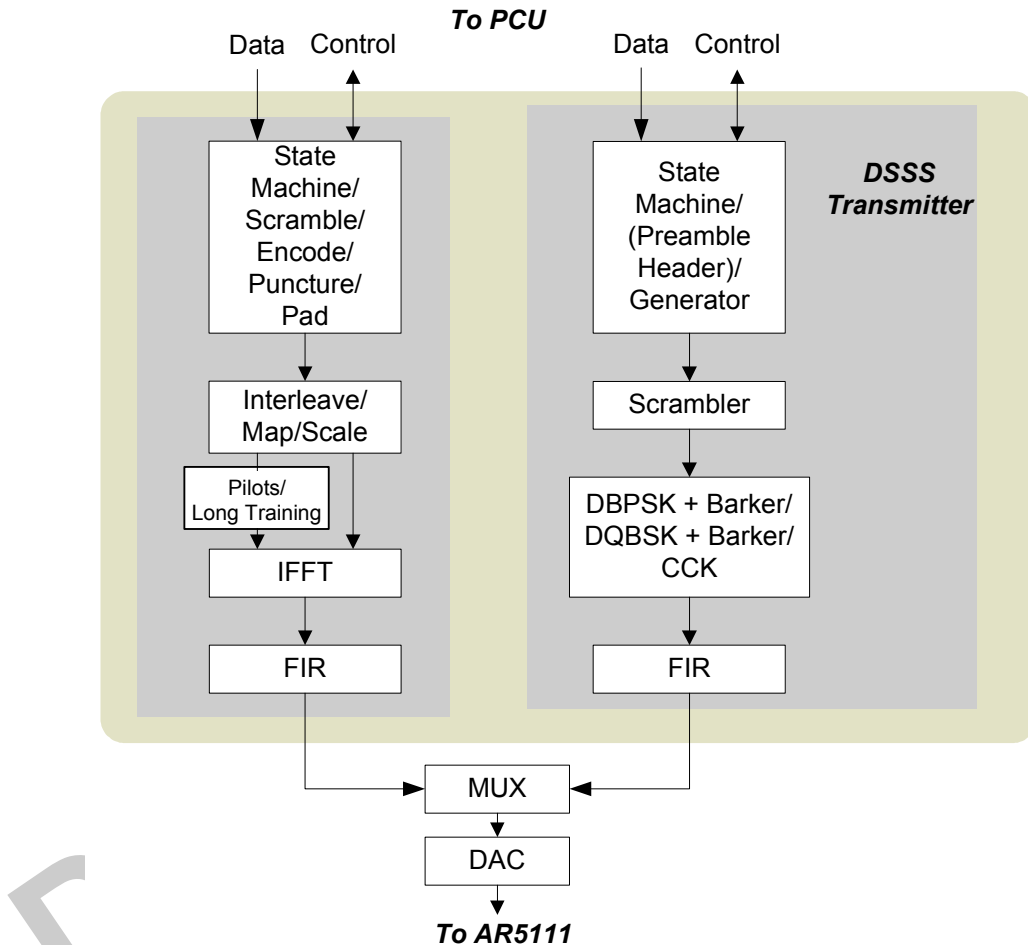 To PCU
Data
Control
Data
Control
State
Machine/
Scramble/
Encode/
Puncture/
Pad
Interleave/
Map/Scale
Pilots/
Long Training
IFFT
FIR
DSSS
Transmitter
State
Machine/
(Preamble
Header)/
Generator
Scrambler
DBPSK + Barker/
DQBSK + Barker/
CCK
FIR
MUX
DAC
To AR5111